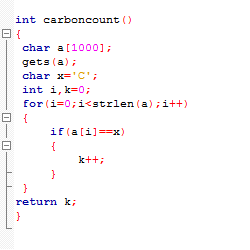 int carboncount()
{
char a[1000];
gets(a);
char x='C';
int i,k=0;
for(i=0;i<strlen(a);i++)
{
if(a[i]==x)
{
k++;
}
}
return k;
}